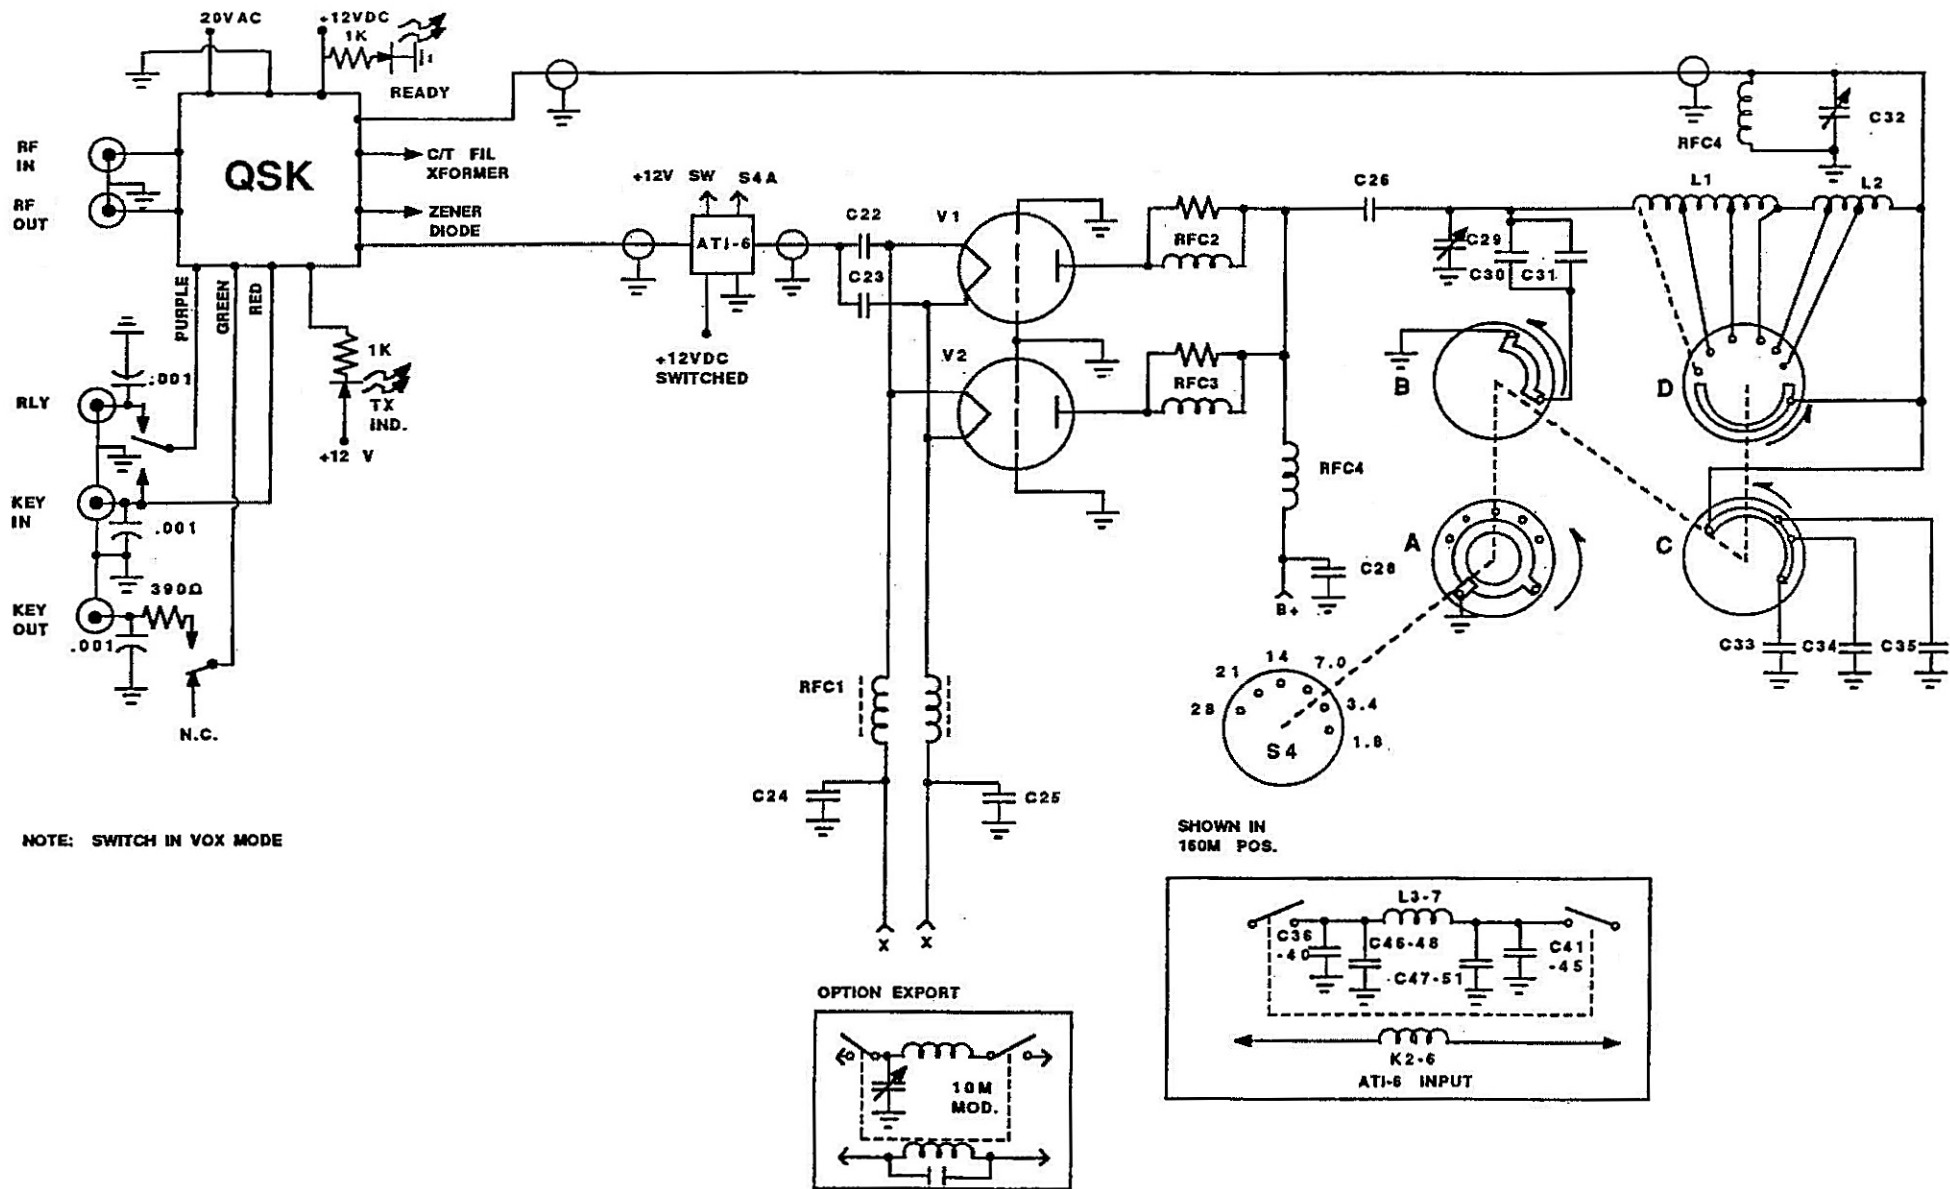 20VAC
+12VDC
1K
READY
RF
IN
RF
OUT
QSK
C/T FIL
XFORMER
ZENER
DIODE
PURPLE
GREEN
RED
+12V SW
S4A
ATI-6
+12VDC
SWITCHED
C22
C23
V1
V2
RFC2
RFC3
C26
C29
C30
C31
L1
L2
RFC4
C32
.001
RLY
1K
TX
IND.
+12 V
KEY
IN
.001
KEY
OUT
390Ω
.001
N.C.
B
D
A
C
RFC4
C28
B+
C33
C34
C35
RFC1
C24
C25
X
X
28
21
14
7.0
3.4
1.8
S4
NOTE: SWITCH IN VOX MODE
SHOWN IN
160M POS.
L3-7
C36
-40
C46-48
C47-51
C41
-45
K2-6
ATI-6 INPUT
OPTION EXPORT
10M
MOD.